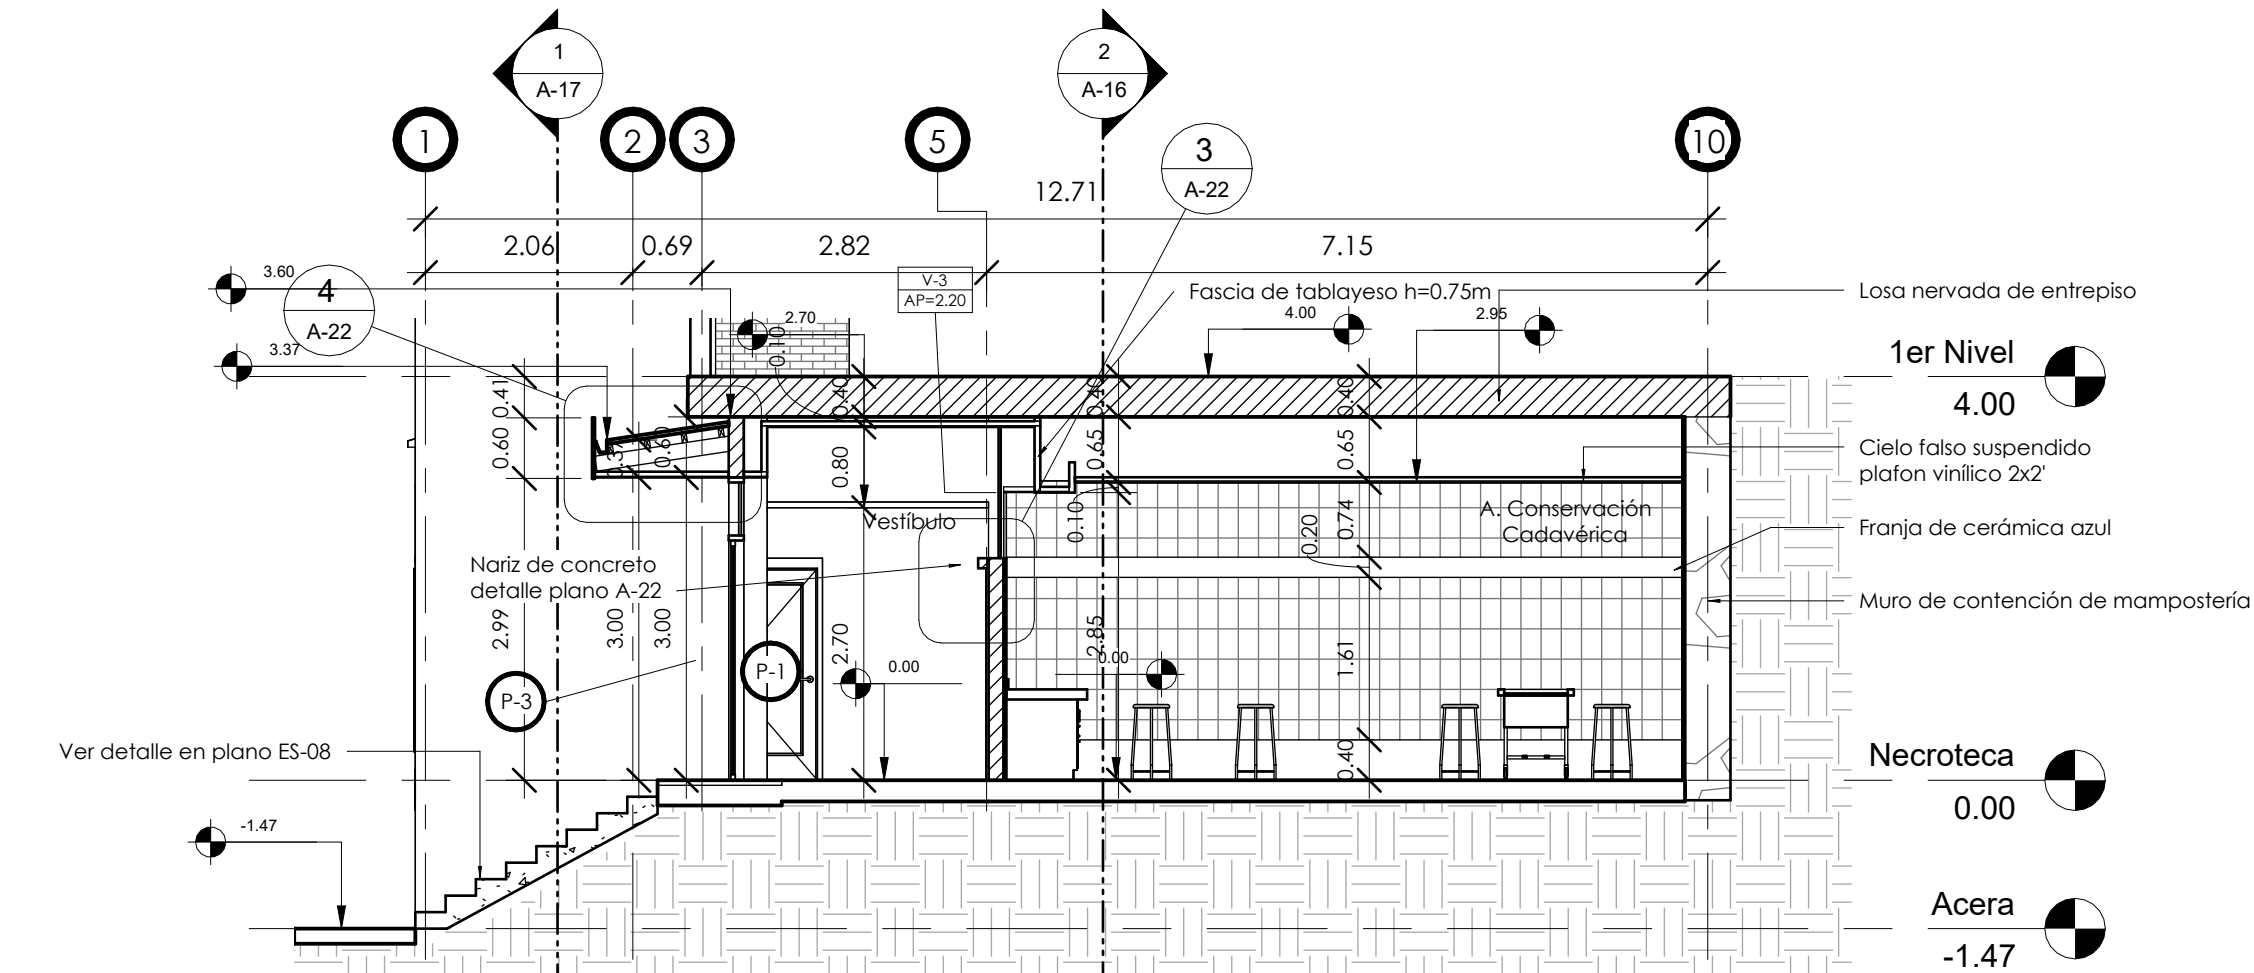 1
A-17
2
A-16
1
2
3
5
10
3
A-22
12.71
2.06
0.69
2.82
7.15
3.60
4
A-22
V-3
AP=2.20
Fascia de tablayeso h=0.75m
Losa nervada de entrepiso
2.70
4.00
2.95
3.37
0.10
1er Nivel
4.00
0.41
0.40
0.40
0.40
0.60
0.60
0.80
0.65
0.65
Cielo falso suspendido
plafon vinílico 2x2'
Vestíbulo
0.10
0.20
0.74
A. Conservación
Cadavérica
Franja de cerámica azul
Nariz de concreto
detalle plano A-22
Muro de contención de mampostería
2.99
3.00
3.00
2.70
2.85
1.61
0.00
0.00
P-3
P-1
Ver detalle en plano ES-08
0.40
Necroteca
0.00
-1.47
Acera
-1.47